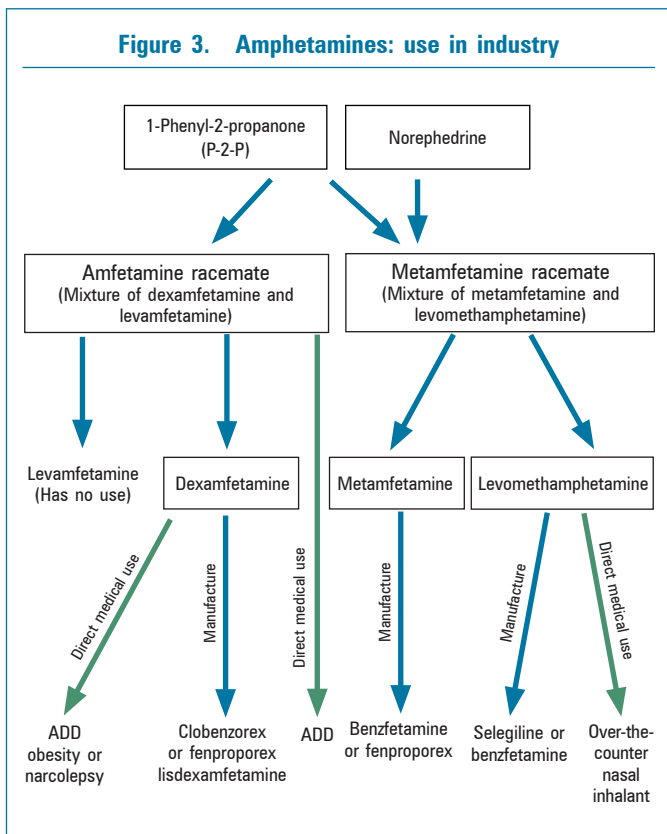 Figure 3. Amphetamines: use in industry
1-Phenyl-2-propanone
(P-2-P)
Norephedrine
Amfetamine racemate
(Mixture of dexamfetamine and
levamfetamine)
Metamfetamine racemate
(Mixture of metamfetamine and
levomethamphetamine)
Levamfetamine
(Has no use)
Dexamfetamine
Metamfetamine
Levomethamphetamine
Direct medical use
Manufacture
Direct medical use
Manufacture
Manufacture
Direct medical use
ADD
obesity or
narcolepsy
Clobenzorex
or fenproporex
lisdexamfetamine
ADD
Benzfetamine
or fenproporex
Selegiline or
benzfetamine
Over-the-
counter
nasal
inhalant